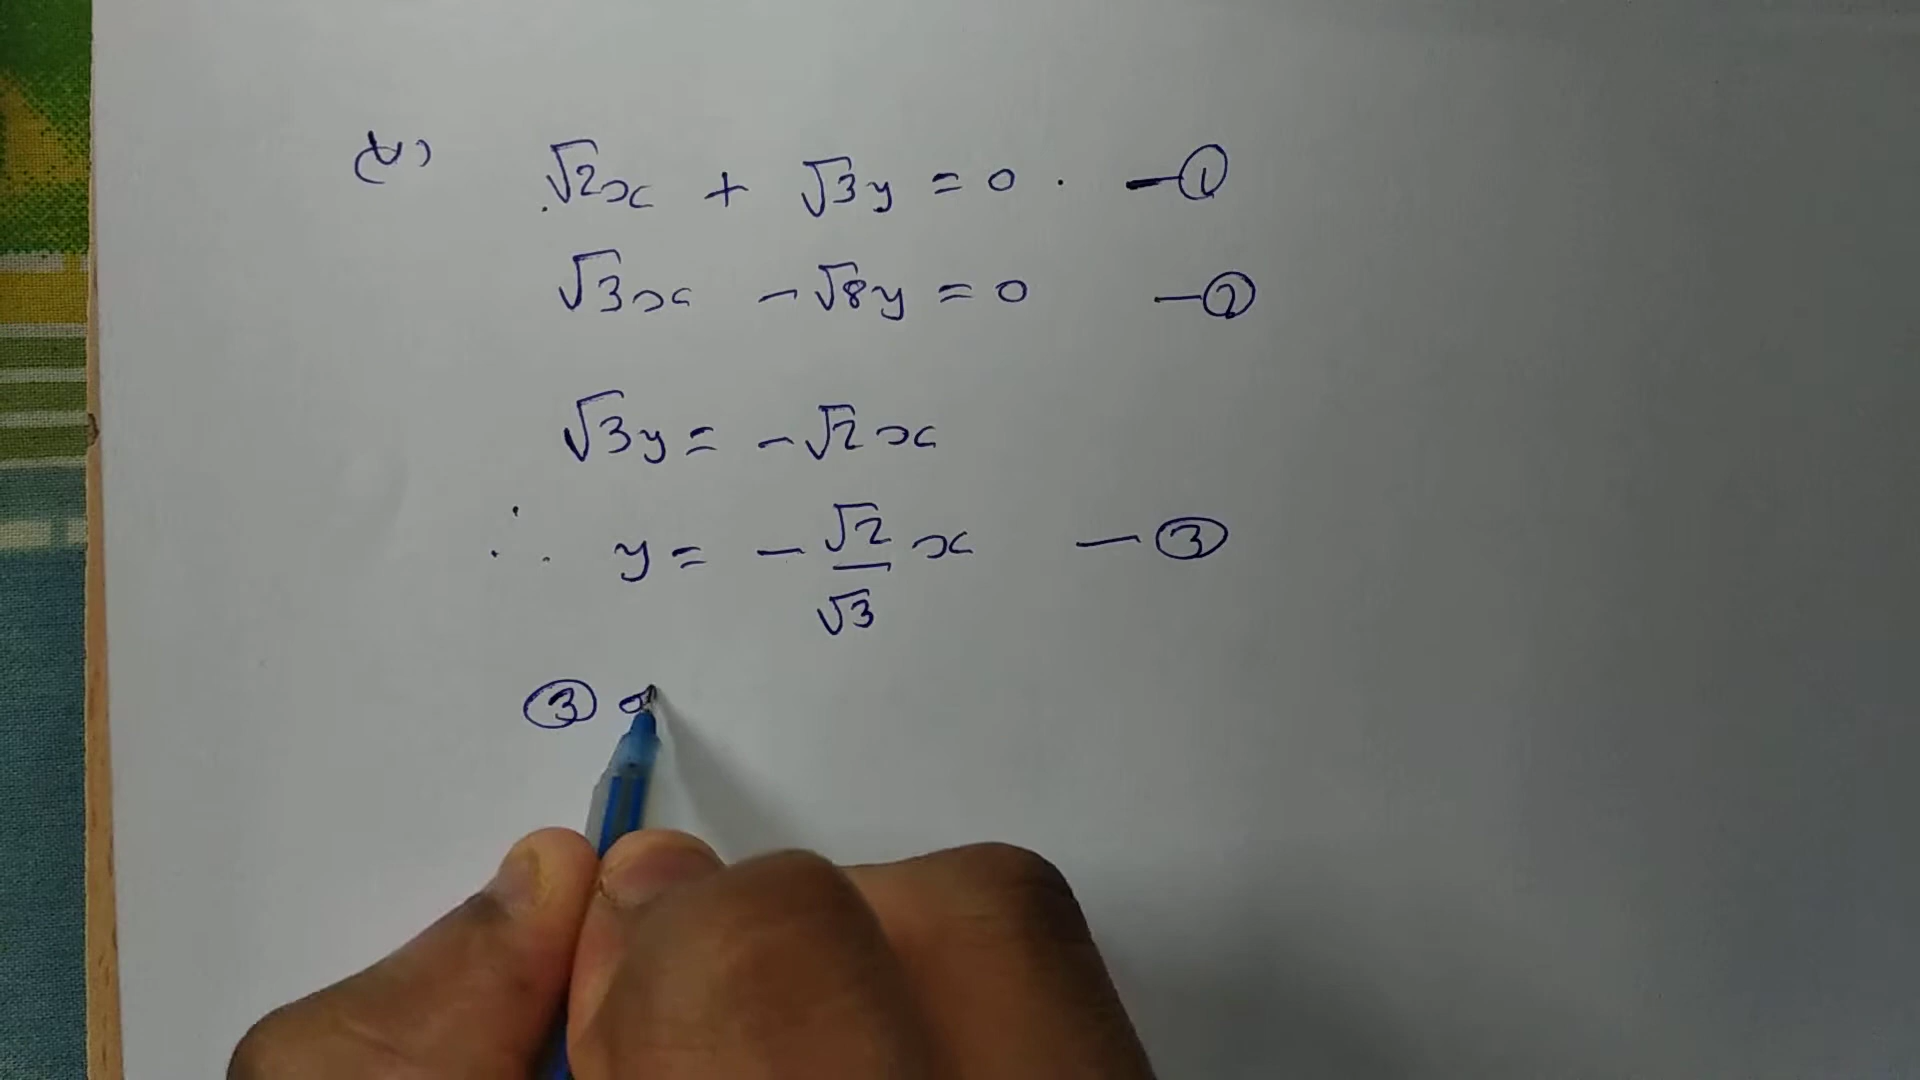 (v) √2x + √3y = 0. —①
√3x - √8y = 0 —②
√3y = -√2x
∴ y = -√2/√3 x —③
③